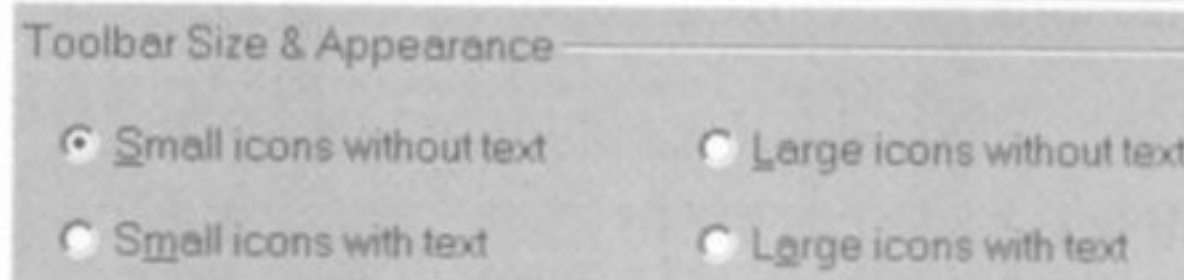 Toolbar Size & Appearance
Small icons without text Large icons without text
Small icons with text Large icons with text